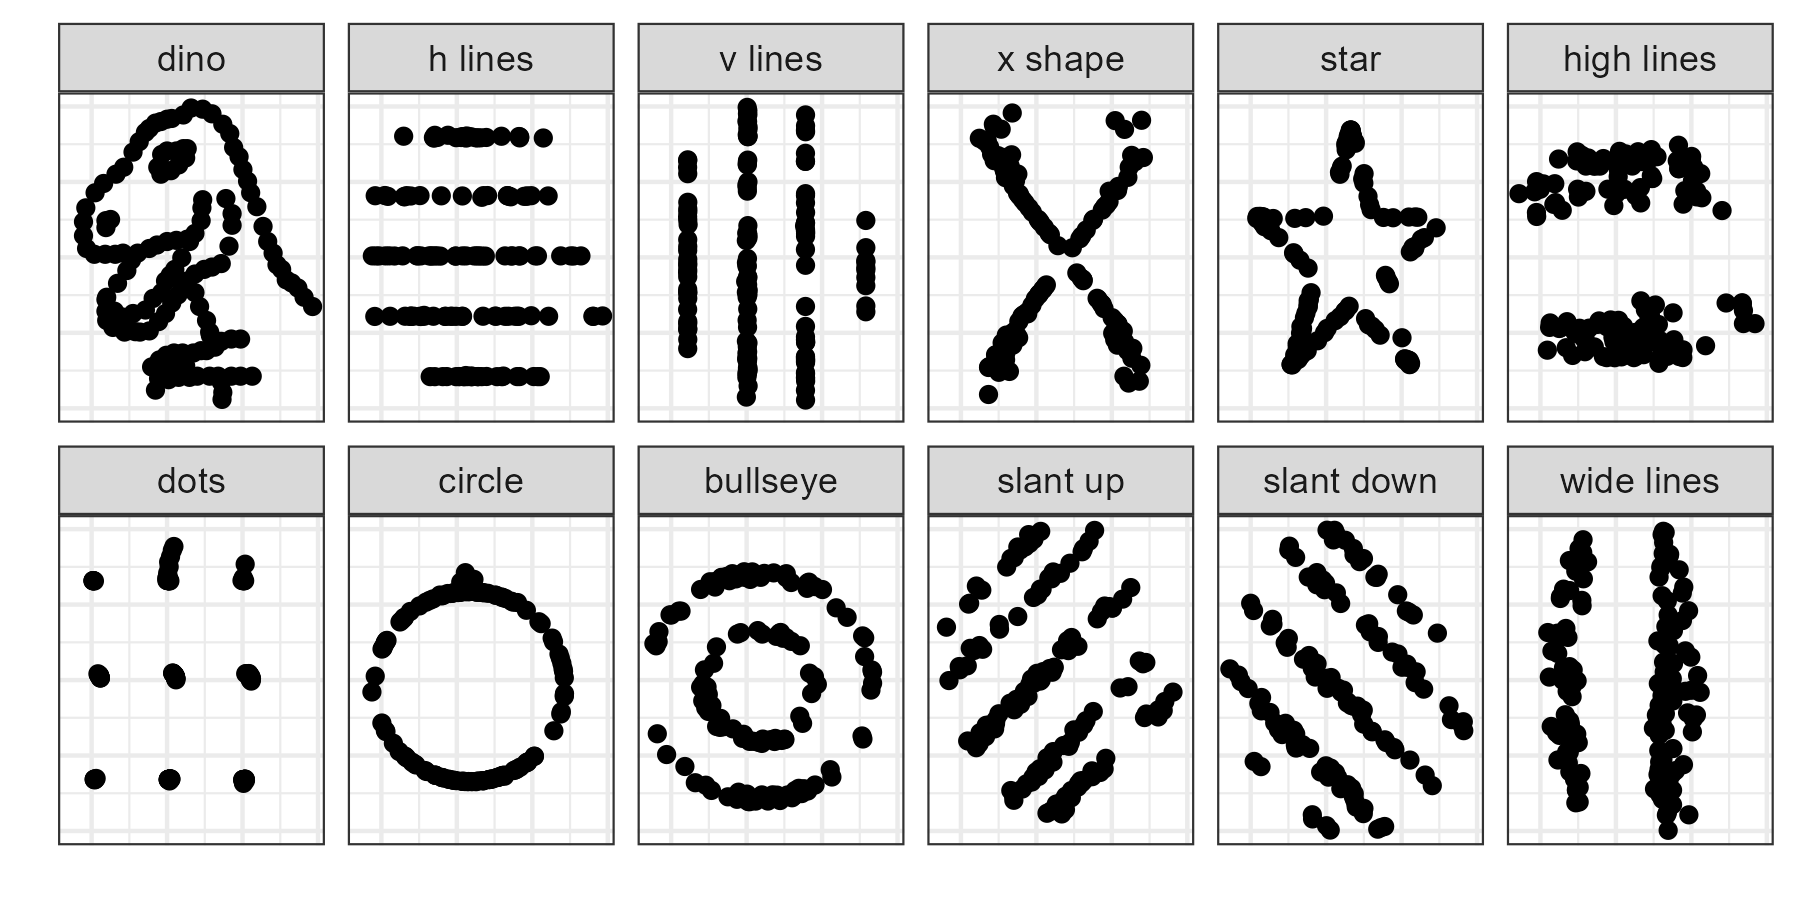 dino
h lines
v lines
x shape
star
high lines
dots
circle
bullseye
slant up
slant down
wide lines